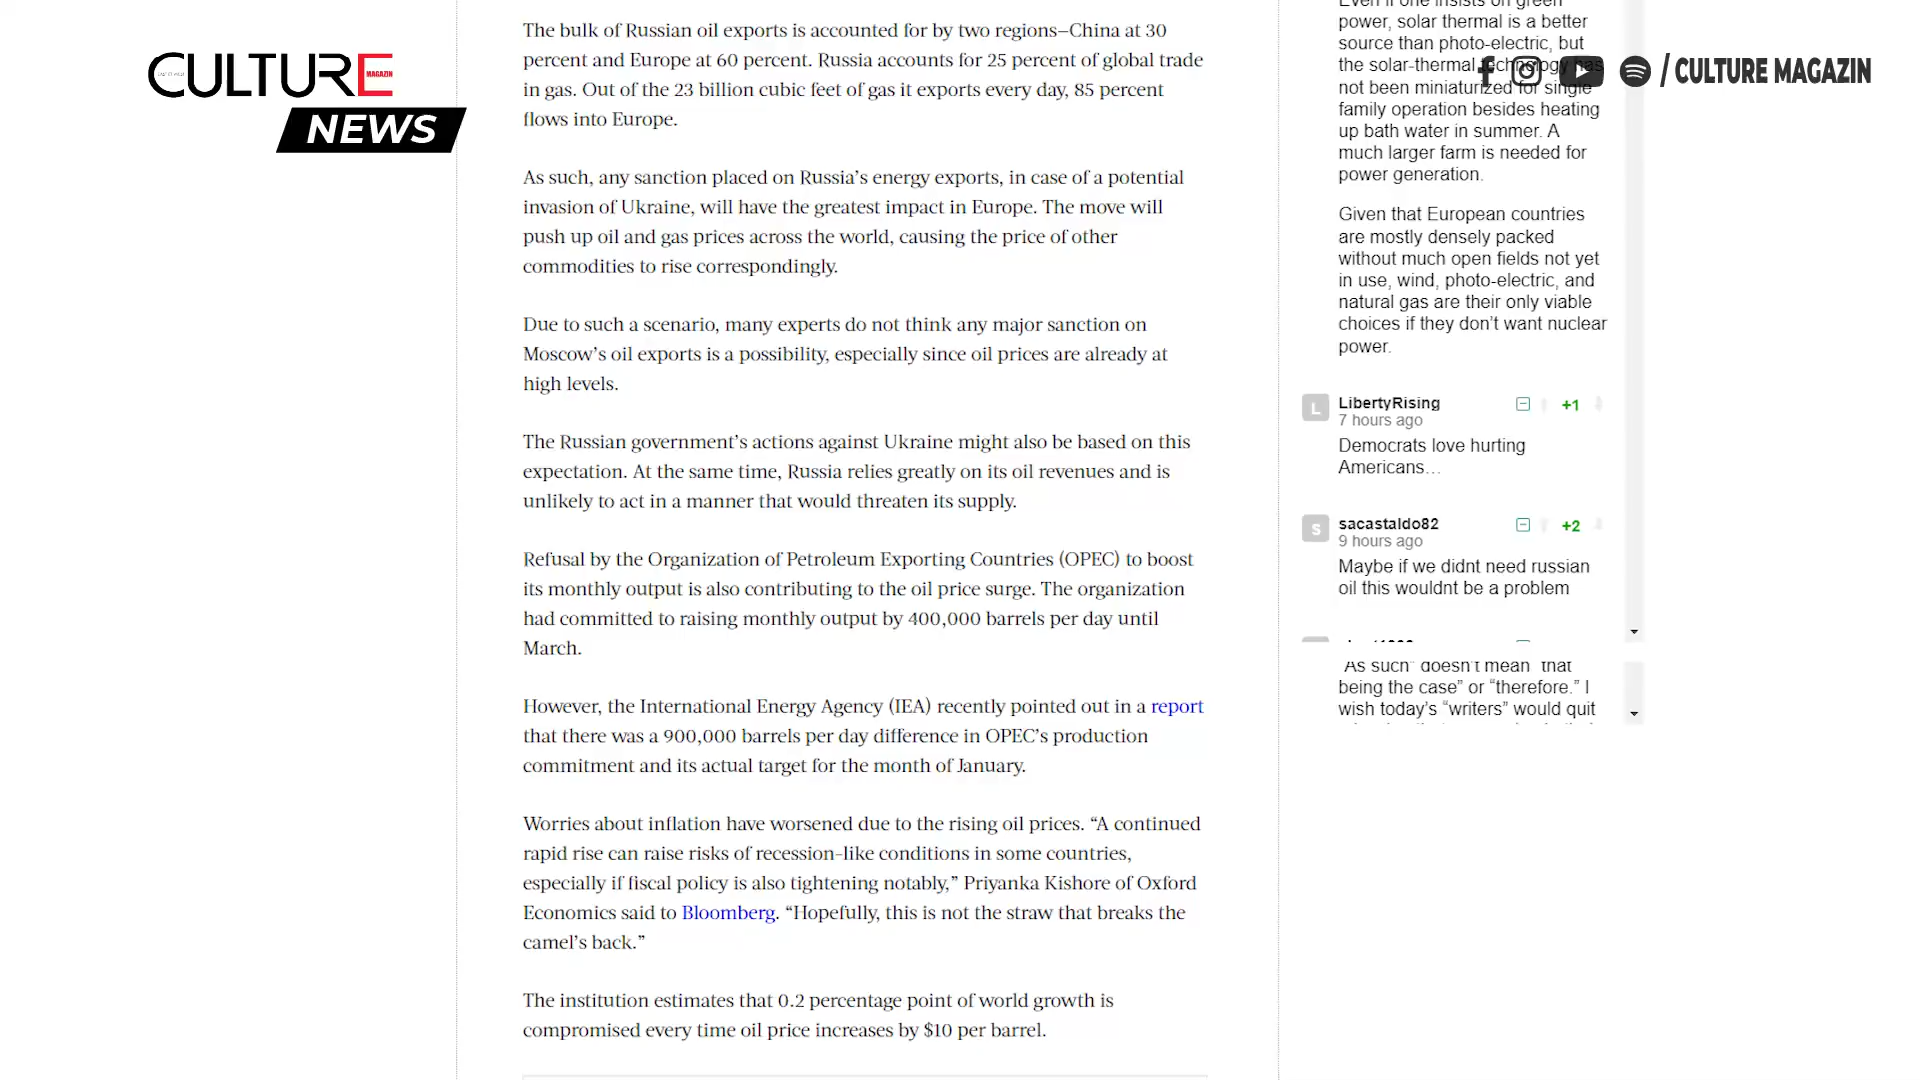 CULTURE
MAGAZIN
NEWS
/ CULTURE MAGAZIN
The bulk of Russian oil exports is accounted for by two regions—China at 30
percent and Europe at 60 percent. Russia accounts for 25 percent of global trade
in gas. Out of the 23 billion cubic feet of gas it exports every day, 85 percent
flows into Europe.
As such, any sanction placed on Russia’s energy exports, in case of a potential
invasion of Ukraine, will have the greatest impact in Europe. The move will
push up oil and gas prices across the world, causing the price of other
commodities to rise correspondingly.
Due to such a scenario, many experts do not think any major sanction on
Moscow’s oil exports is a possibility, especially since oil prices are already at
high levels.
The Russian government’s actions against Ukraine might also be based on this
expectation. At the same time, Russia relies greatly on its oil revenues and is
unlikely to act in a manner that would threaten its supply.
Refusal by the Organization of Petroleum Exporting Countries (OPEC) to boost
its monthly output is also contributing to the oil price surge. The organization
had committed to raising monthly output by 400,000 barrels per day until
March.
However, the International Energy Agency (IEA) recently pointed out in a report
that there was a 900,000 barrels per day difference in OPEC’s production
commitment and its actual target for the month of January.
Worries about inflation have worsened due to the rising oil prices. “A continued
rapid rise can raise risks of recession-like conditions in some countries,
especially if fiscal policy is also tightening notably,” Priyanka Kishore of Oxford
Economics said to Bloomberg. “Hopefully, this is not the straw that breaks the
camel’s back.”
The institution estimates that 0.2 percentage point of world growth is
compromised every time oil price increases by $10 per barrel.
Even if one insists on green
power, solar thermal is a better
source than photo-electric, but
the solar-thermal technology has
not been miniaturized for single
family operation besides heating
up bath water in summer. A
much larger farm is needed for
power generation.
Given that European countries
are mostly densely packed
without much open fields not yet
in use, wind, photo-electric, and
natural gas are their only viable
choices if they don’t want nuclear
power.
L LibertyRising +1
7 hours ago
Democrats love hurting
Americans…
S sacastaldo82 +2
9 hours ago
Maybe if we didnt need russian
oil this wouldnt be a problem
“As such” doesn’t mean “that
being the case” or “therefore.” I
wish today’s “writers” would quit